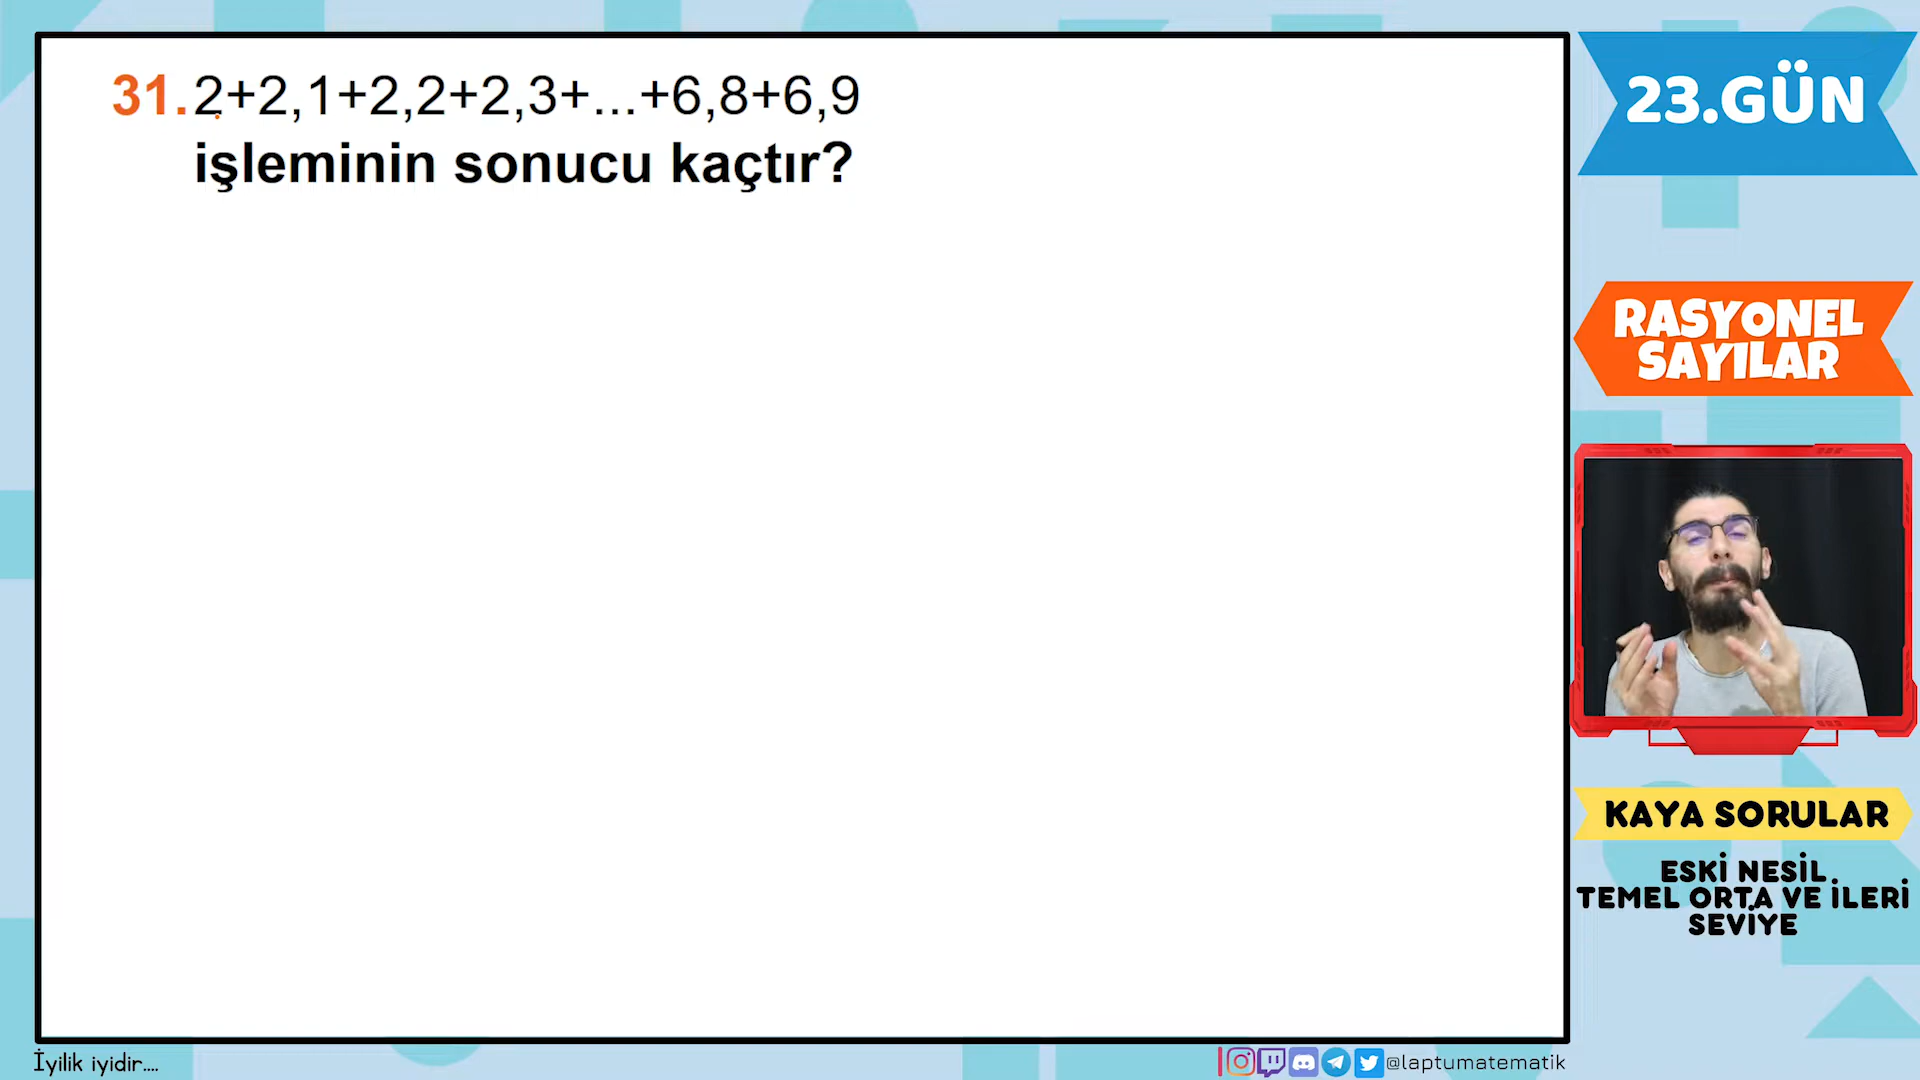 31. 2+2,1+2,2+2,3+...+6,8+6,9
işleminin sonucu kaçtır?
23.GÜN
RASYONEL
SAYILAR
KAYA SORULAR
ESKİ NESİL
TEMEL ORTA VE İLERİ
SEVİYE
İyilik iyidir....
@laptumatematik